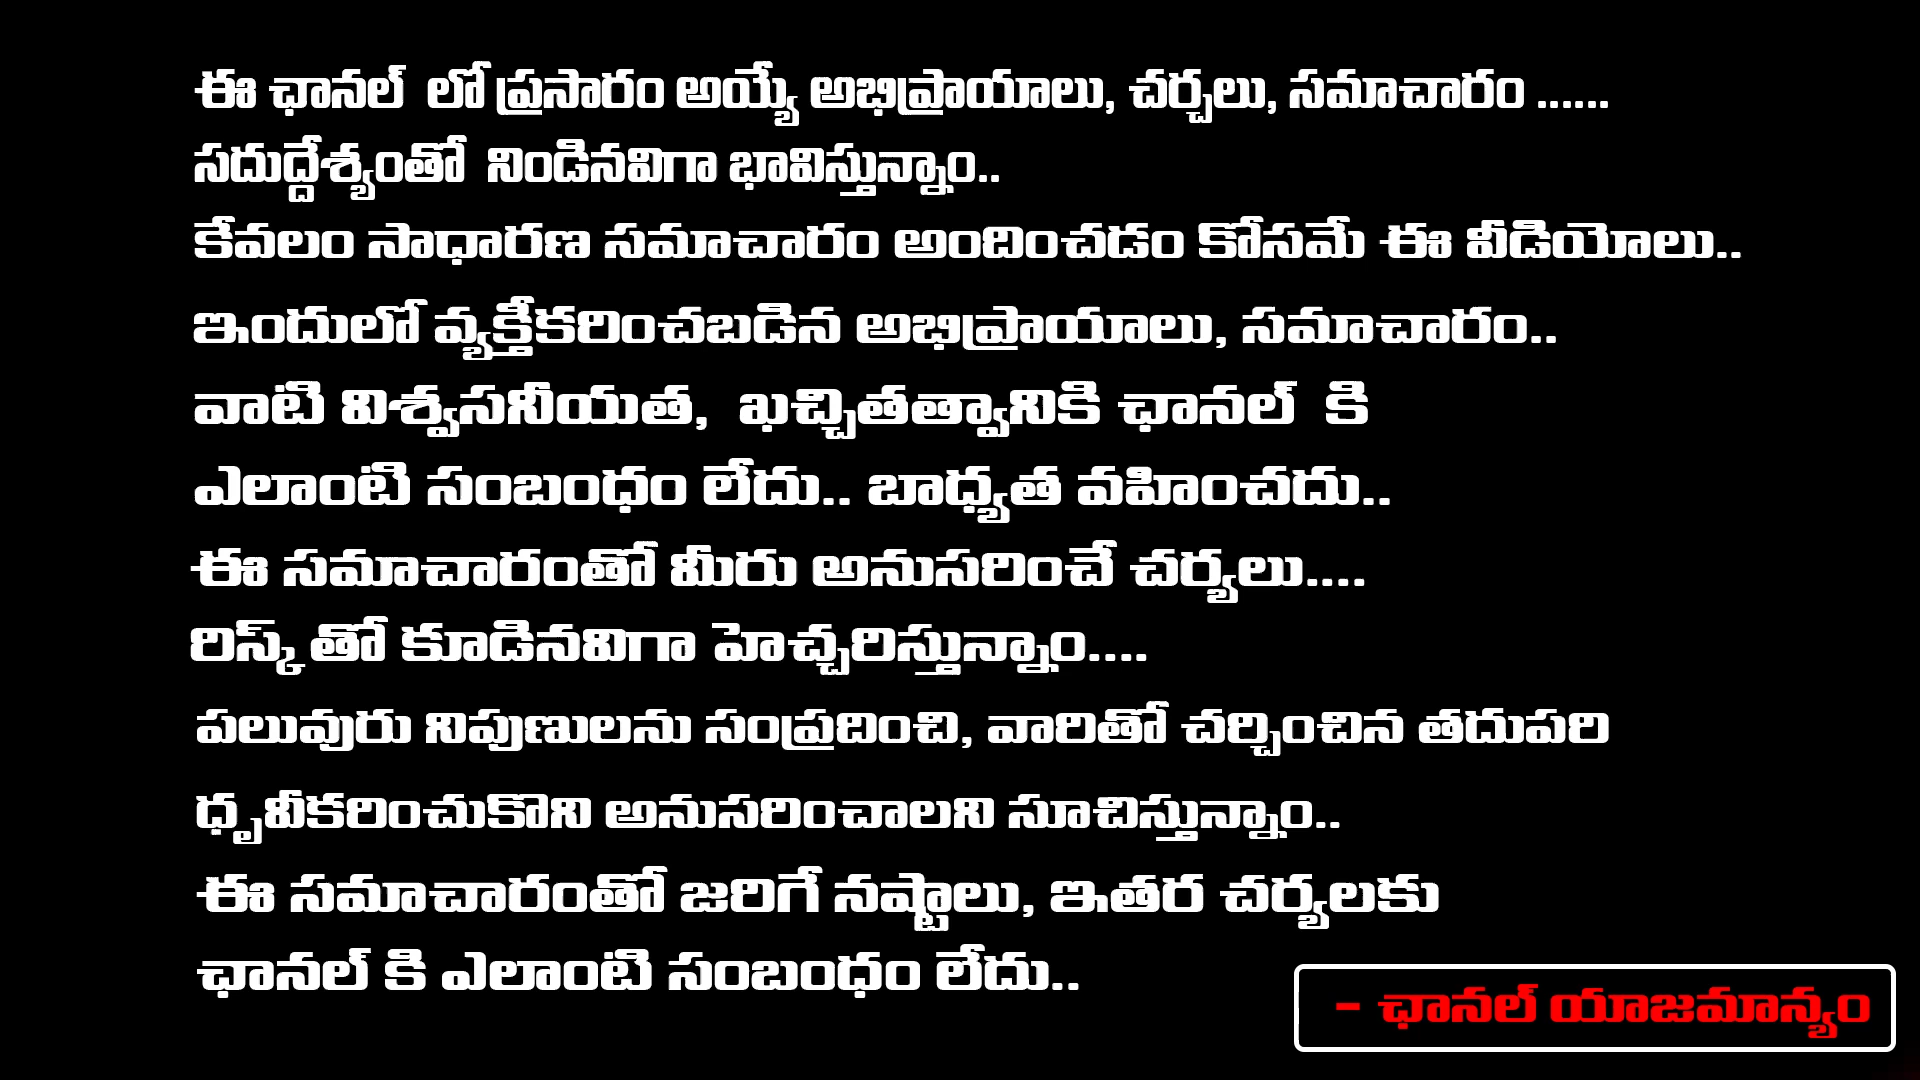 ఈ ఛానల్ లో ప్రసారం అయ్యే అభిప్రాయాలు, చర్చలు, సమాచారం ......
సదుద్దేశ్యంతో నిండినవిగా భావిస్తున్నాం..
కేవలం సాధారణ సమాచారం అందించడం కోసమే ఈ వీడియోలు..
ఇందులో వ్యక్తీకరించబడిన అభిప్రాయాలు, సమాచారం..
వాటి విశ్వసనీయత, ఖచ్చితత్వానికి ఛానల్ కి
ఎలాంటి సంబంధం లేదు.. బాధ్యత వహించదు..
ఈ సమాచారంతో మీరు అనుసరించే చర్యలు....
రిస్క్ తో కూడినవిగా హెచ్చరిస్తున్నాం....
పలువురు నిపుణులను సంప్రదించి, వారితో చర్చించిన తదుపరి
ధృవీకరించుకొని అనుసరించాలని సూచిస్తున్నాం..
ఈ సమాచారంతో జరిగే నష్టాలు, ఇతర చర్యలకు
ఛానల్ కి ఎలాంటి సంబంధం లేదు..
- ఛానల్ యాజమాన్యం